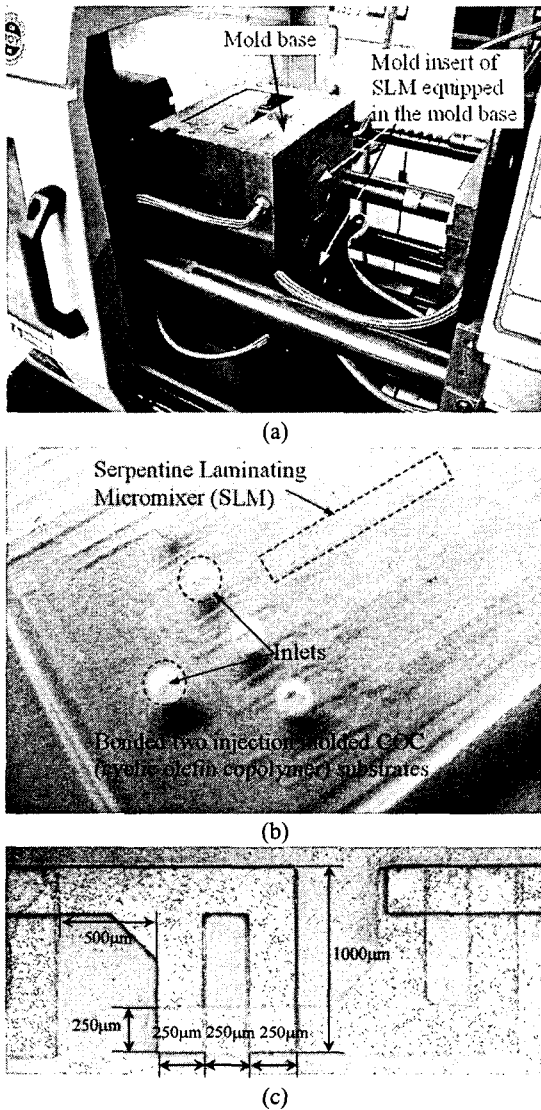 Mold base
Mold insert of
SLM equipped
in the mold base
(a)
Serpentine Laminating
Micromixer (SLM)
Inlets
Bonded two injection molded COC
(cyclic olefin copolymer) substrates
(b)
500μm
1000μm
250μm
250μm 250μm 250μm
(c)